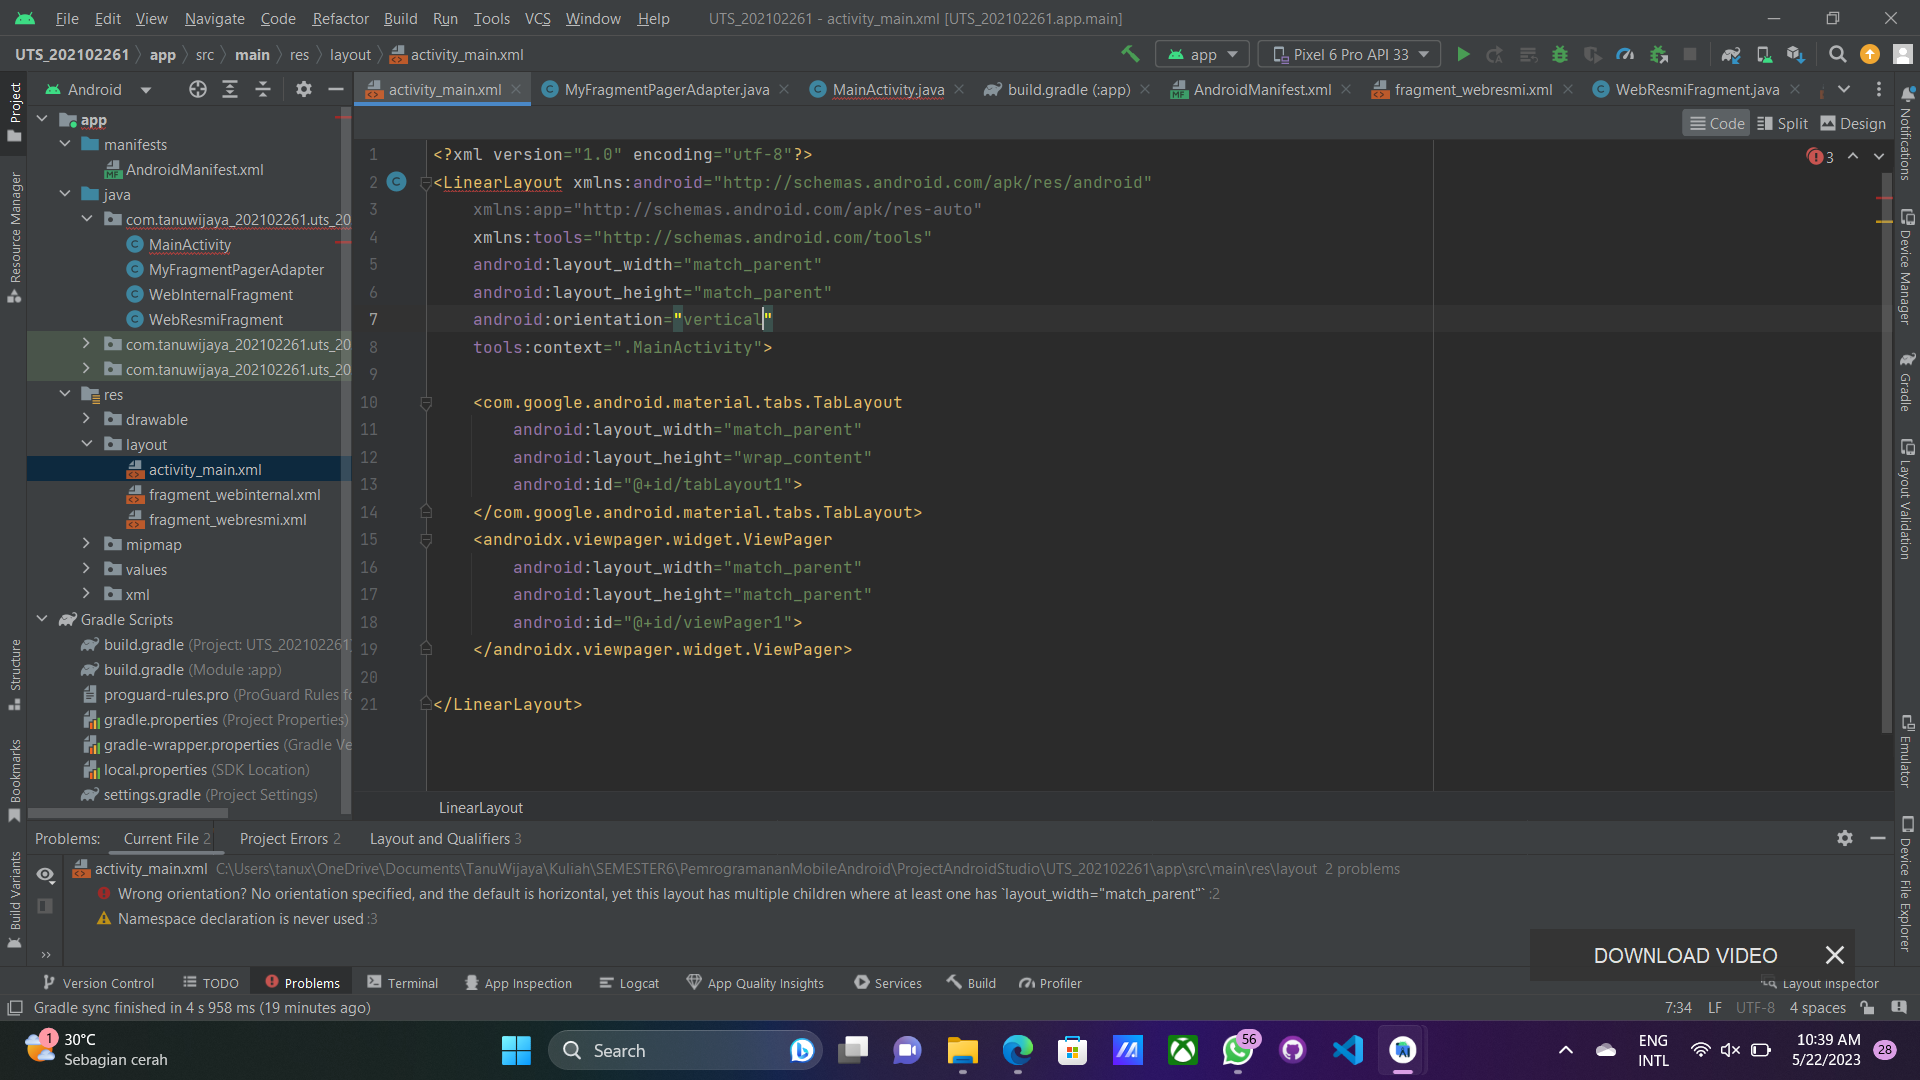 File Edit View Navigate Code Refactor Build Run Tools VCS Window Help UTS_202102261 - activity_main.xml [UTS_202102261.app.main]
UTS_202102261 app src main res layout activity_main.xml app Pixel 6 Pro API 33
Android activity_main.xml MyFragmentPagerAdapter.java MainActivity.java build.gradle (:app) AndroidManifest.xml fragment_webresmi.xml WebResmiFragment.java
Code Split Design
Project
Resource Manager
Structure
Bookmarks
Build Variants
app
manifests
AndroidManifest.xml
java
com.tanuwijaya_202102261.uts_20
MainActivity
MyFragmentPagerAdapter
WebInternalFragment
WebResmiFragment
com.tanuwijaya_202102261.uts_20
com.tanuwijaya_202102261.uts_20
res
drawable
layout
activity_main.xml
fragment_webinternal.xml
fragment_webresmi.xml
mipmap
values
xml
Gradle Scripts
build.gradle (Project: UTS_202102261)
build.gradle (Module :app)
proguard-rules.pro (ProGuard Rules fo
gradle.properties (Project Properties)
gradle-wrapper.properties (Gradle Ve
local.properties (SDK Location)
settings.gradle (Project Settings)
1 <?xml version="1.0" encoding="utf-8"?>
2 <LinearLayout xmlns:android="http://schemas.android.com/apk/res/android"
3 xmlns:app="http://schemas.android.com/apk/res-auto"
4 xmlns:tools="http://schemas.android.com/tools"
5 android:layout_width="match_parent"
6 android:layout_height="match_parent"
7 android:orientation="vertical"
8 tools:context=".MainActivity">
9
10 <com.google.android.material.tabs.TabLayout
11 android:layout_width="match_parent"
12 android:layout_height="wrap_content"
13 android:id="@+id/tabLayout1">
14 </com.google.android.material.tabs.TabLayout>
15 <androidx.viewpager.widget.ViewPager
16 android:layout_width="match_parent"
17 android:layout_height="match_parent"
18 android:id="@+id/viewPager1">
19 </androidx.viewpager.widget.ViewPager>
20
21 </LinearLayout>
3
LinearLayout
Notifications
Device Manager
Gradle
Layout Validation
Emulator
Device File Explorer
Problems: Current File 2 Project Errors 2 Layout and Qualifiers 3
activity_main.xml C:\Users\tanux\OneDrive\Documents\TanuWijaya\Kuliah\SEMESTER6\PemrogramananMobileAndroid\ProjectAndroidStudio\UTS_202102261\app\src\main\res\layout 2 problems
Wrong orientation? No orientation specified, and the default is horizontal, yet this layout has multiple children where at least one has `layout_width="match_parent"` :2
Namespace declaration is never used :3
DOWNLOAD VIDEO
Version Control TODO Problems Terminal App Inspection Logcat App Quality Insights Services Build Profiler Layout Inspector
Gradle sync finished in 4 s 958 ms (19 minutes ago) 7:34 LF UTF-8 4 spaces
1 30°C
Sebagian cerah
Search
56
ENG
INTL
10:39 AM
5/22/2023
28